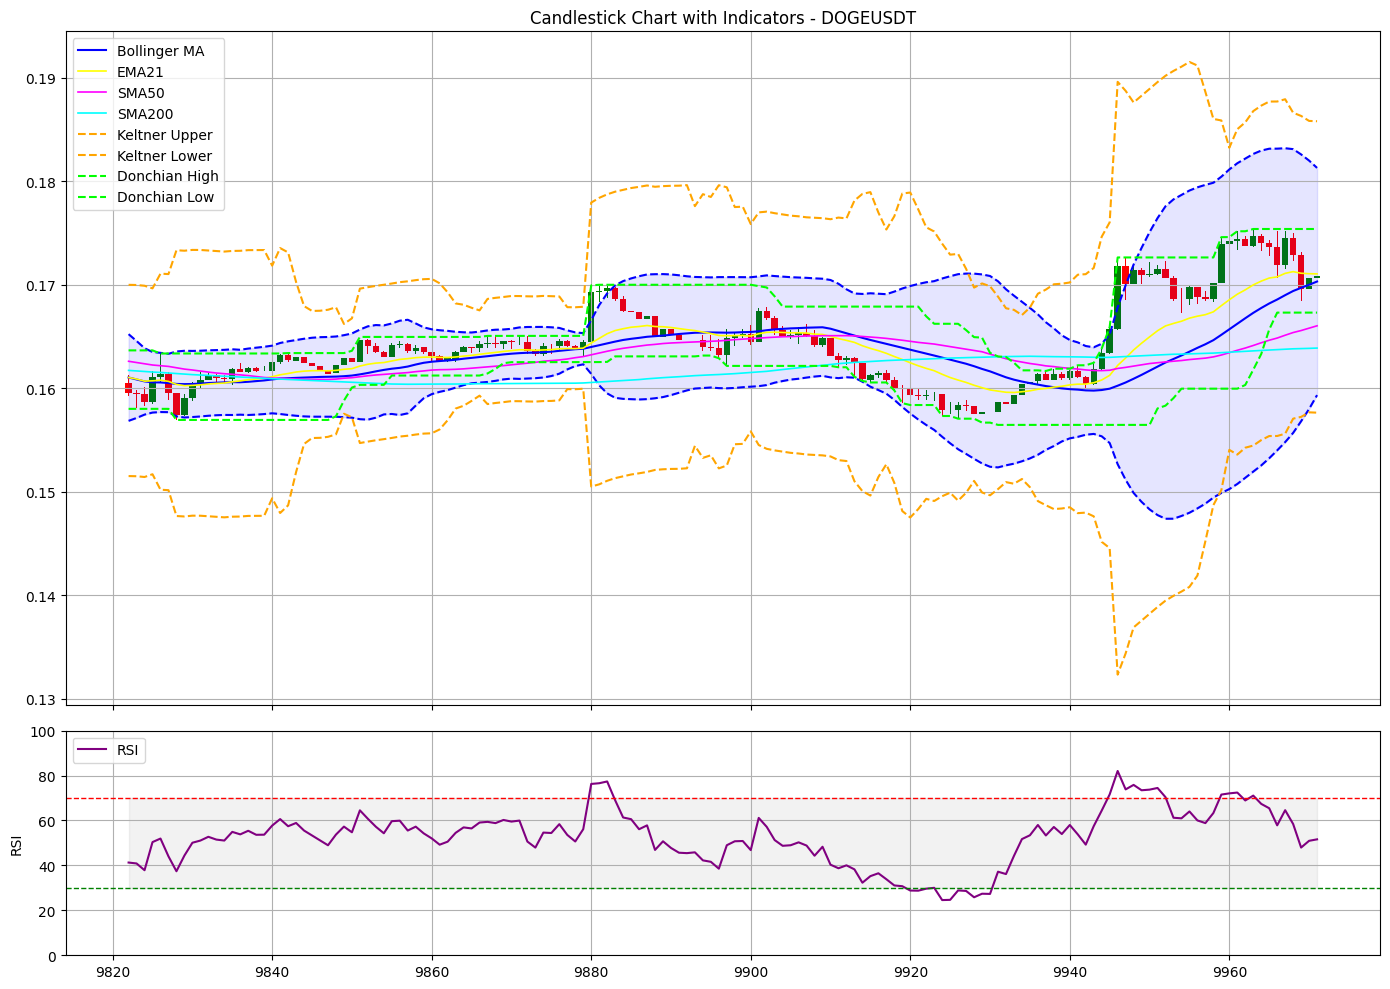 Candlestick Chart with Indicators - DOGEUSDT
Bollinger MA
EMA21
SMA50
SMA200
Keltner Upper
Keltner Lower
Donchian High
Donchian Low
0.19
0.18
0.17
0.16
0.15
0.14
0.13
RSI
100
80
60
40
20
0
RSI
9820 9840 9860 9880 9900 9920 9940 9960